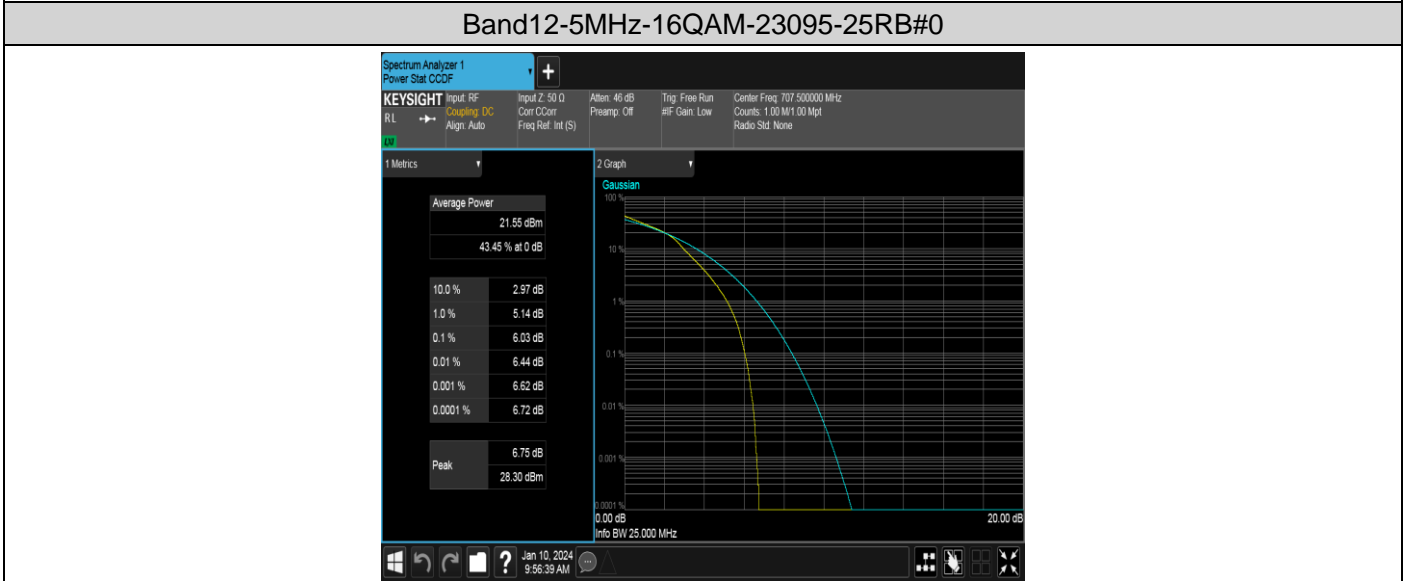 Band12-5MHz-16QAM-23095-25RB#0
Spectrum Analyzer 1
Power Stat CCDF
+
KEYSIGHT
RL
LXI
Input: RF
Coupling: DC
Align: Auto
Input Z: 50 Ω
Corr CCorr
Freq Ref: Int (S)
Atten: 46 dB
Preamp: Off
Trig: Free Run
#IF Gain: Low
Center Freq: 707.500000 MHz
Counts: 1.00 M/1.00 Mpt
Radio Std: None
1 Metrics
Average Power
21.55 dBm
43.45 % at 0 dB
10.0 % 2.97 dB
1.0 % 5.14 dB
0.1 % 6.03 dB
0.01 % 6.44 dB
0.001 % 6.62 dB
0.0001 % 6.72 dB
Peak
6.75 dB
28.30 dBm
2 Graph
Gaussian
100 %
10 %
1 %
0.1 %
0.01 %
0.001 %
0.0001 %
0.00 dB 20.00 dB
Info BW 25.000 MHz
?
Jan 10, 2024
9:56:39 AM